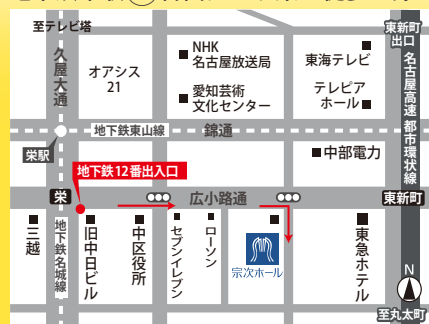 至テレビ塔
久屋大通
オアシス
21
NHK
名古屋放送局
愛知芸術
文化センター
東海テレビ
テレピア
ホール
東新町
出口
名古屋高速 都市環状線
地下鉄東山線
錦通
栄駅
中部電力
地下鉄12番出入口
栄
広小路通
東新町
三越
地下鉄名城線
旧中日ビル
中区役所
セブンイレブン
ローソン
宗次ホール
東急ホテル
N
至丸太町